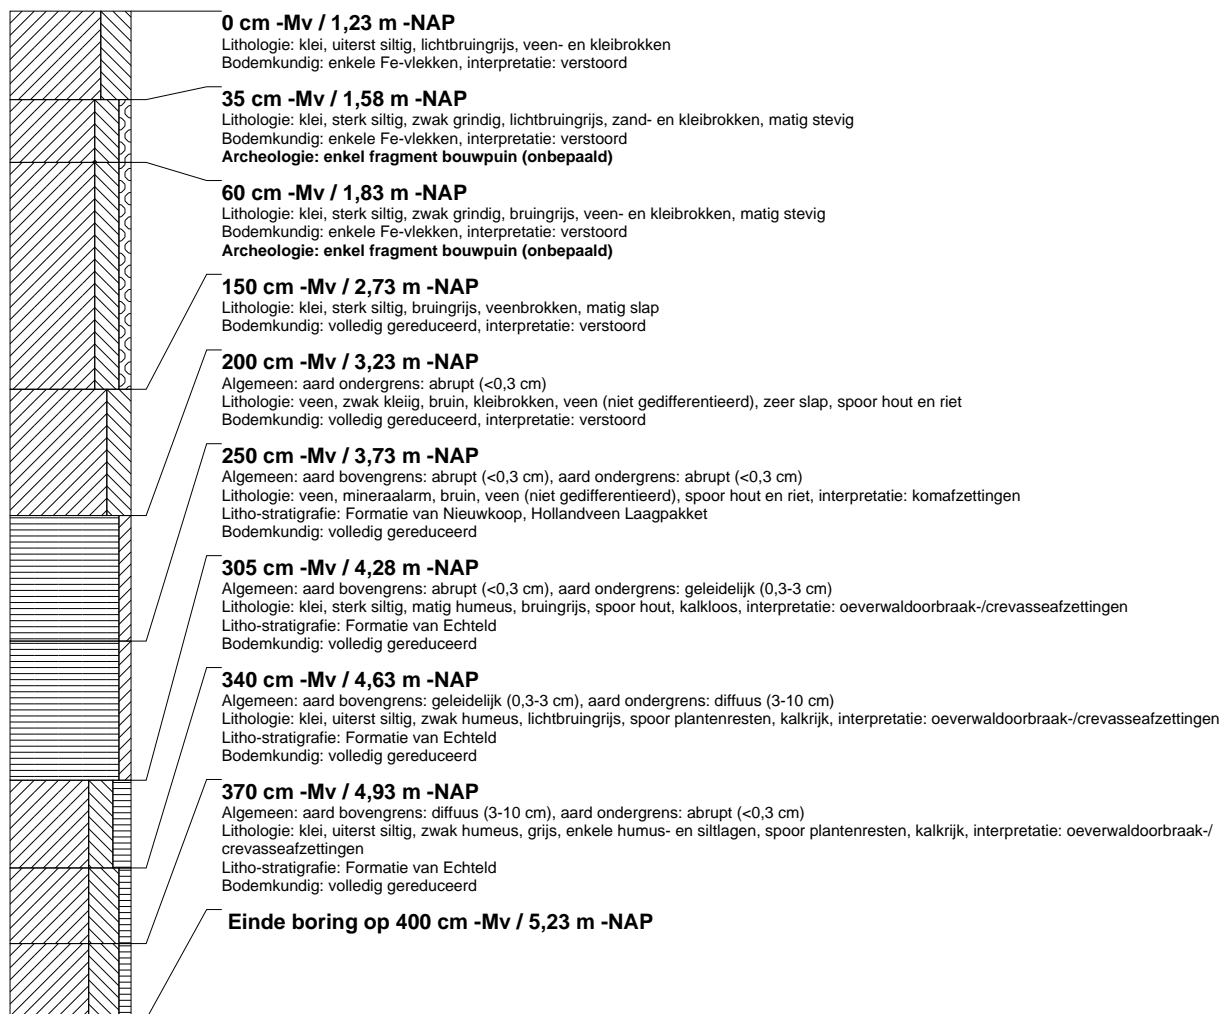 0 cm -Mv / 1,23 m -NAP
Lithologie: klei, uiterst siltig, lichtbruingrijs, veen- en kleibrokken
Bodemkundig: enkele Fe-vlekken, interpretatie: verstoord
35 cm -Mv / 1,58 m -NAP
Lithologie: klei, sterk siltig, zwak grindig, lichtbruingrijs, zand- en kleibrokken, matig stevig
Bodemkundig: enkele Fe-vlekken, interpretatie: verstoord
Archeologie: enkel fragment bouwpuin (onbepaald)
60 cm -Mv / 1,83 m -NAP
Lithologie: klei, sterk siltig, zwak grindig, bruingrijs, veen- en kleibrokken, matig stevig
Bodemkundig: enkele Fe-vlekken, interpretatie: verstoord
Archeologie: enkel fragment bouwpuin (onbepaald)
150 cm -Mv / 2,73 m -NAP
Lithologie: klei, sterk siltig, bruingrijs, veenbrokken, matig slap
Bodemkundig: volledig gereduceerd, interpretatie: verstoord
200 cm -Mv / 3,23 m -NAP
Algemeen: aard ondergrens: abrupt (<0,3 cm)
Lithologie: veen, zwak kleiig, bruin, kleibrokken, veen (niet gedifferentieerd), zeer slap, spoor hout en riet
Bodemkundig: volledig gereduceerd, interpretatie: verstoord
250 cm -Mv / 3,73 m -NAP
Algemeen: aard bovengrens: abrupt (<0,3 cm), aard ondergrens: abrupt (<0,3 cm)
Lithologie: veen, mineraalarm, bruin, veen (niet gedifferentieerd), spoor hout en riet, interpretatie: komafzettingen
Litho-stratigrafie: Formatie van Nieuwkoop, Hollandveen Laagpakket
Bodemkundig: volledig gereduceerd
305 cm -Mv / 4,28 m -NAP
Algemeen: aard bovengrens: abrupt (<0,3 cm), aard ondergrens: geleidelijk (0,3-3 cm)
Lithologie: klei, sterk siltig, matig humeus, bruingrijs, spoor hout, kalkloos, interpretatie: oeverwaldoorbraak-/crevasseafzettingen
Litho-stratigrafie: Formatie van Echteld
Bodemkundig: volledig gereduceerd
340 cm -Mv / 4,63 m -NAP
Algemeen: aard bovengrens: geleidelijk (0,3-3 cm), aard ondergrens: diffuus (3-10 cm)
Lithologie: klei, uiterst siltig, zwak humeus, lichtbruingrijs, spoor plantenresten, kalkrijk, interpretatie: oeverwaldoorbraak-/crevasseafzettingen
Litho-stratigrafie: Formatie van Echteld
Bodemkundig: volledig gereduceerd
370 cm -Mv / 4,93 m -NAP
Algemeen: aard bovengrens: diffuus (3-10 cm), aard ondergrens: abrupt (<0,3 cm)
Lithologie: klei, uiterst siltig, zwak humeus, grijs, enkele humus- en siltlagen, spoor plantenresten, kalkrijk, interpretatie: oeverwaldoorbraak-/
crevasseafzettingen
Litho-stratigrafie: Formatie van Echteld
Bodemkundig: volledig gereduceerd
Einde boring op 400 cm -Mv / 5,23 m -NAP